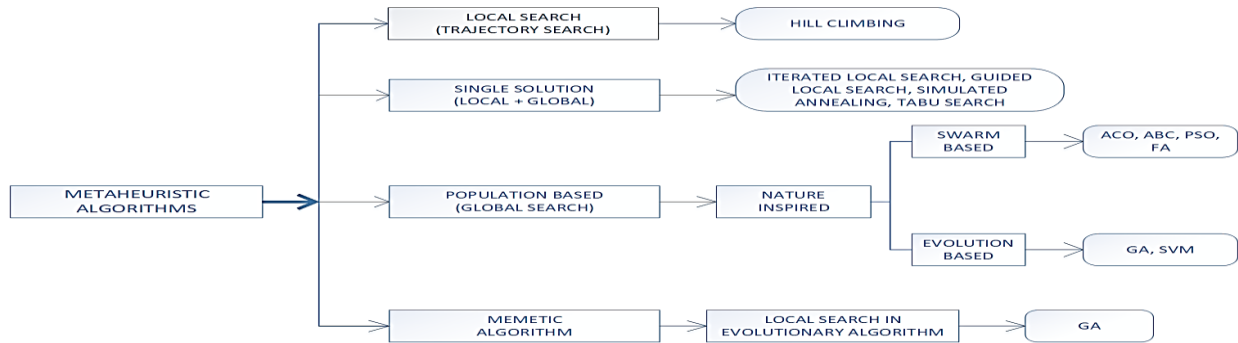 LOCAL SEARCH
(TRAJECTORY SEARCH)
HILL CLIMBING
SINGLE SOLUTION
(LOCAL + GLOBAL)
ITERATED LOCAL SEARCH, GUIDED
LOCAL SEARCH, SIMULATED
ANNEALING, TABU SEARCH
METAHEURISTIC
ALGORITHMS
POPULATION BASED
(GLOBAL SEARCH)
NATURE
INSPIRED
SWARM
BASED
ACO, ABC, PSO,
FA
EVOLUTION
BASED
GA, SVM
MEMETIC
ALGORITHM
LOCAL SEARCH IN
EVOLUTIONARY ALGORITHM
GA